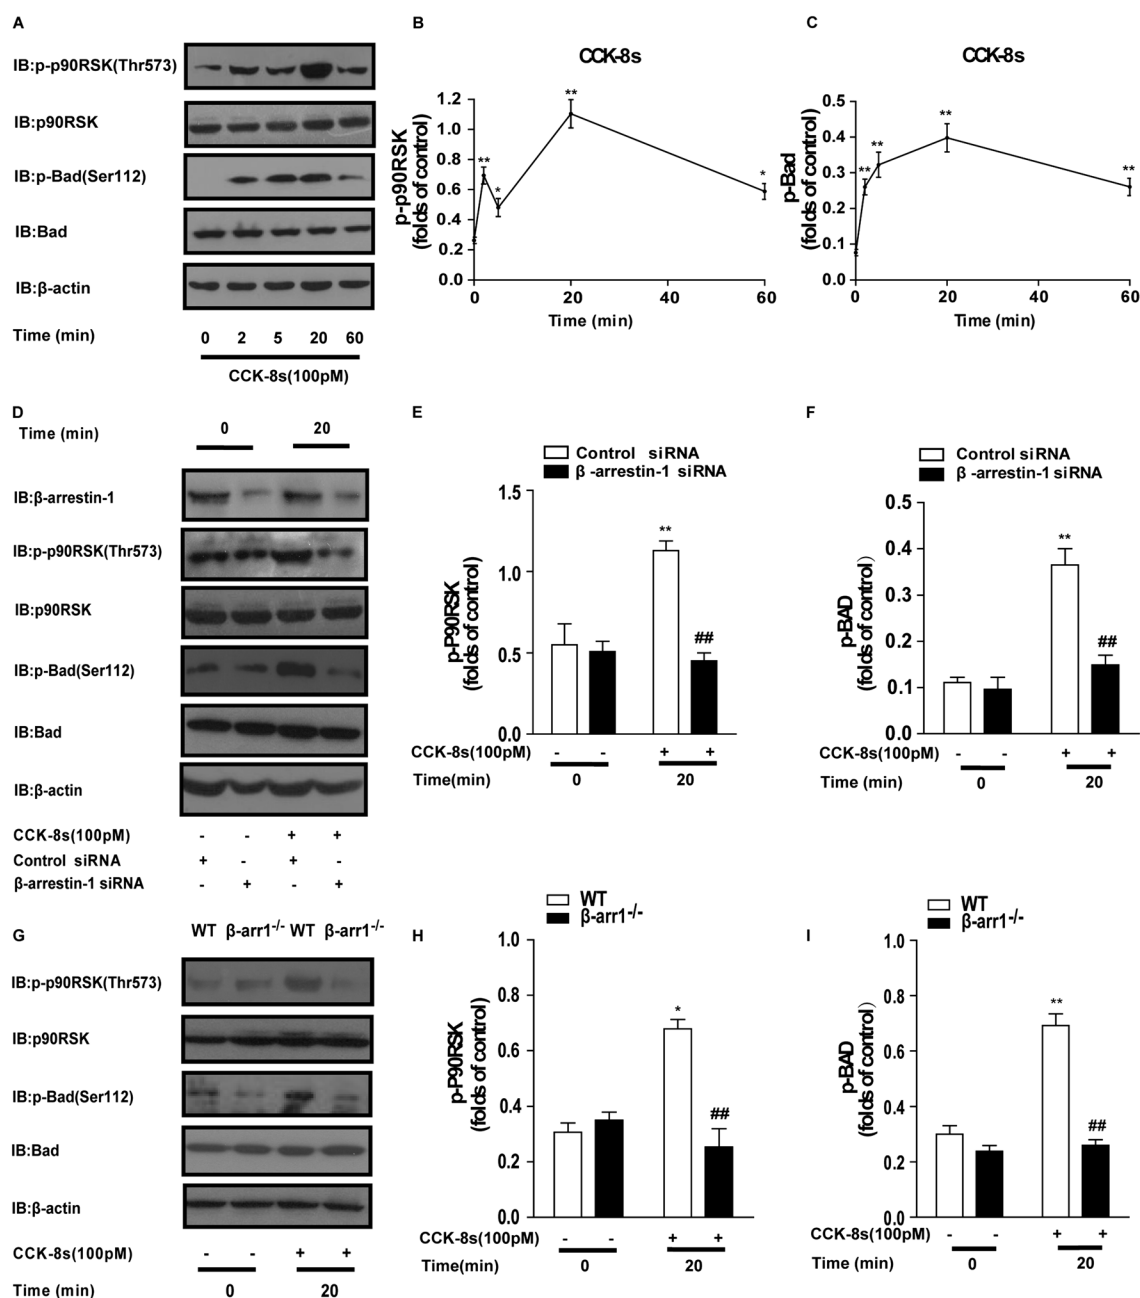 A
IB:p-p90RSK(Thr573)
IB:p90RSK
IB:p-Bad(Ser112)
IB:Bad
IB:β-actin
Time (min) 0 2 5 20 60
CCK-8s(100pM)
B
CCK-8s
p-p90RSK
(folds of control)
1.2
1.0
0.8
0.6
0.4
0.2
0.0
** * ** *
0 20 40 60
Time (min)
C
CCK-8s
p-Bad
(folds of control)
0.5
0.4
0.3
0.2
0.1
0.0
** ** ** **
0 20 40 60
Time (min)
D
Time (min) 0 20
IB:β-arrestin-1
IB:p-p90RSK(Thr573)
IB:p90RSK
IB:p-Bad(Ser112)
IB:Bad
IB:β-actin
CCK-8s(100pM) - - + +
Control siRNA + - + -
β-arrestin-1 siRNA - + - +
E
Control siRNA
β -arrestin-1 siRNA
p-P90RSK
(folds of control)
1.5
1.0
0.5
0.0
** ##
CCK-8s(100pM) - - + +
Time(min) 0 20
F
Control siRNA
β -arrestin-1 siRNA
p-BAD
(folds of control)
0.5
0.4
0.3
0.2
0.1
0.0
** ##
CCK-8s(100pM) - - + +
Time (min) 0 20
G
WT β-arr1-/- WT β-arr1-/-
IB:p-p90RSK(Thr573)
IB:p90RSK
IB:p-Bad(Ser112)
IB:Bad
IB:β-actin
CCK-8s(100pM) - - + +
Time (min) 0 20
H
WT
β-arr1-/-
p-P90RSK
(folds of control)
1.0
0.8
0.6
0.4
0.2
0.0
* ##
CCK-8s(100pM) - - + +
Time(min) 0 20
I
WT
β-arr1-/-
p-BAD
(folds of control)
1.0
0.8
0.6
0.4
0.2
0.0
** ##
CCK-8s(100pM) - - + +
Time (min) 0 20